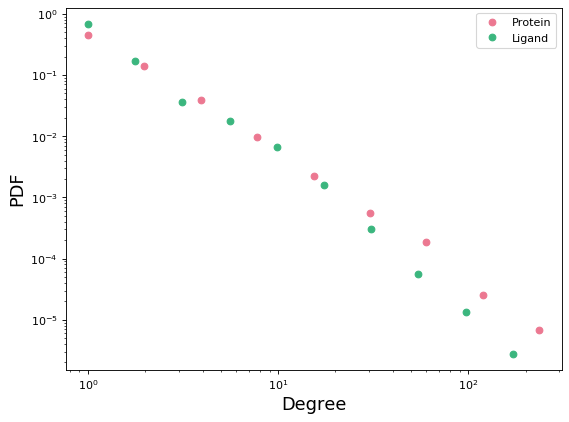 Protein
Ligand
10⁰
10⁻¹
10⁻²
10⁻³
10⁻⁴
10⁻⁵
PDF
10⁰ 10¹ 10²
Degree